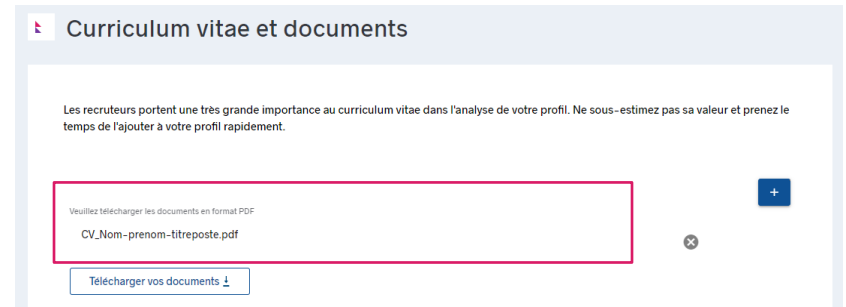 Curriculum vitae et documents
Les recruteurs portent une très grande importance au curriculum vitae dans l'analyse de votre profil. Ne sous-estimez pas sa valeur et prenez le
temps de l'ajouter à votre profil rapidement.
+
Veuillez télécharger les documents en format PDF
CV_Nom-prenom-titreposte.pdf
Télécharger vos documents